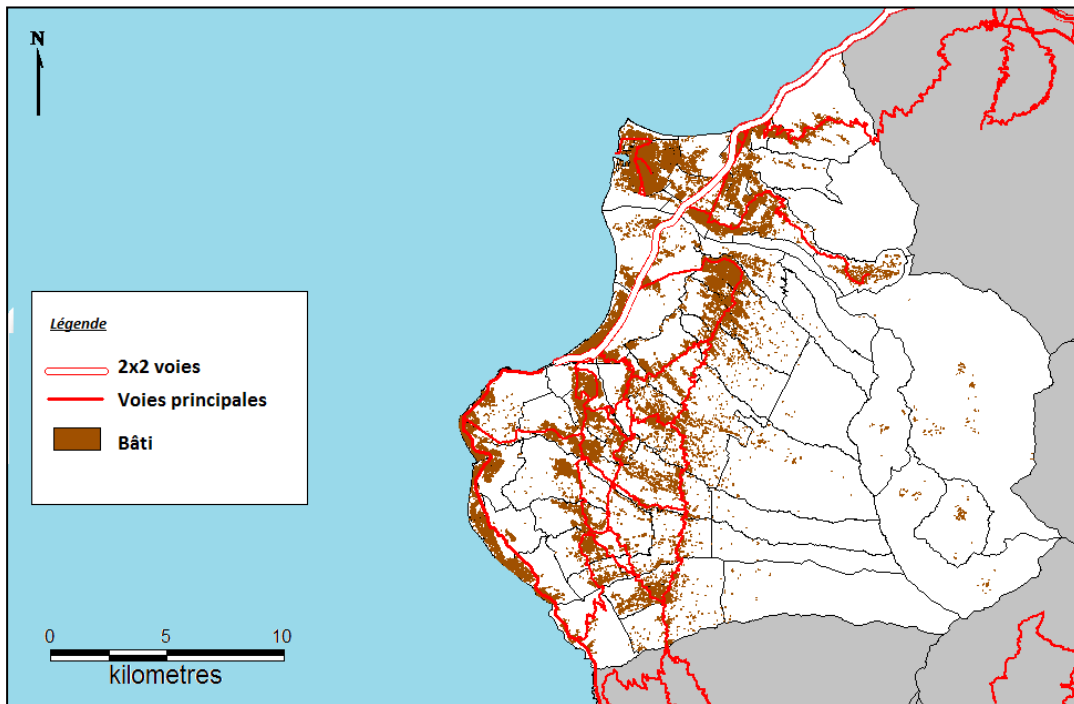 N
Légende
2x2 voies
Voies principales
Bâti
0 5 10
kilometres